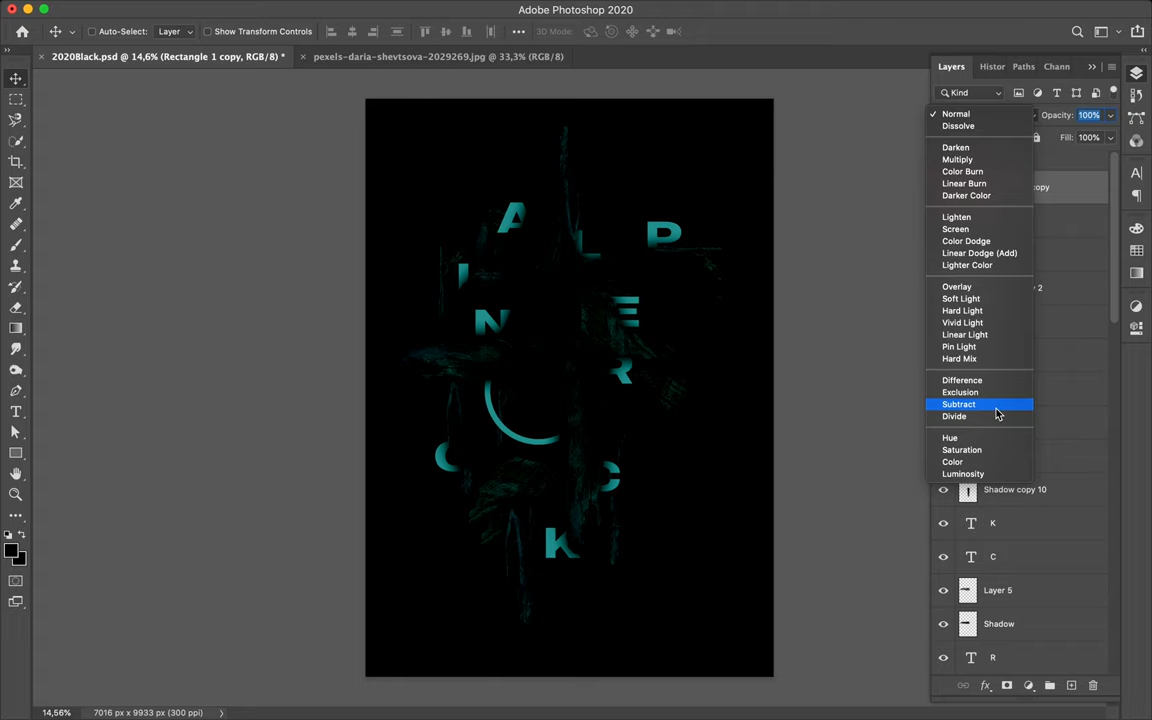 Adobe Photoshop 2020
Auto-Select: Layer Show Transform Controls 3D Mode:
2020Black.psd @ 14,6% (Rectangle 1 copy, RGB/8) * pexels-daria-shevtsova-2029269.jpg @ 33,3% (RGB/8)
Layers Histor Paths Chann
Kind
Opacity: 100%
Fill: 100%
Normal
Dissolve
Darken
Multiply
Color Burn
Linear Burn
Darker Color
Lighten
Screen
Color Dodge
Linear Dodge (Add)
Lighter Color
Overlay
Soft Light
Hard Light
Vivid Light
Linear Light
Pin Light
Hard Mix
Difference
Exclusion
Subtract
Divide
Hue
Saturation
Color
Luminosity
copy
2
Shadow copy 10
K
C
Layer 5
Shadow
R
A
P
L
I
E
N
R
O
C
K
14,56% 7016 px x 9933 px (300 ppi)